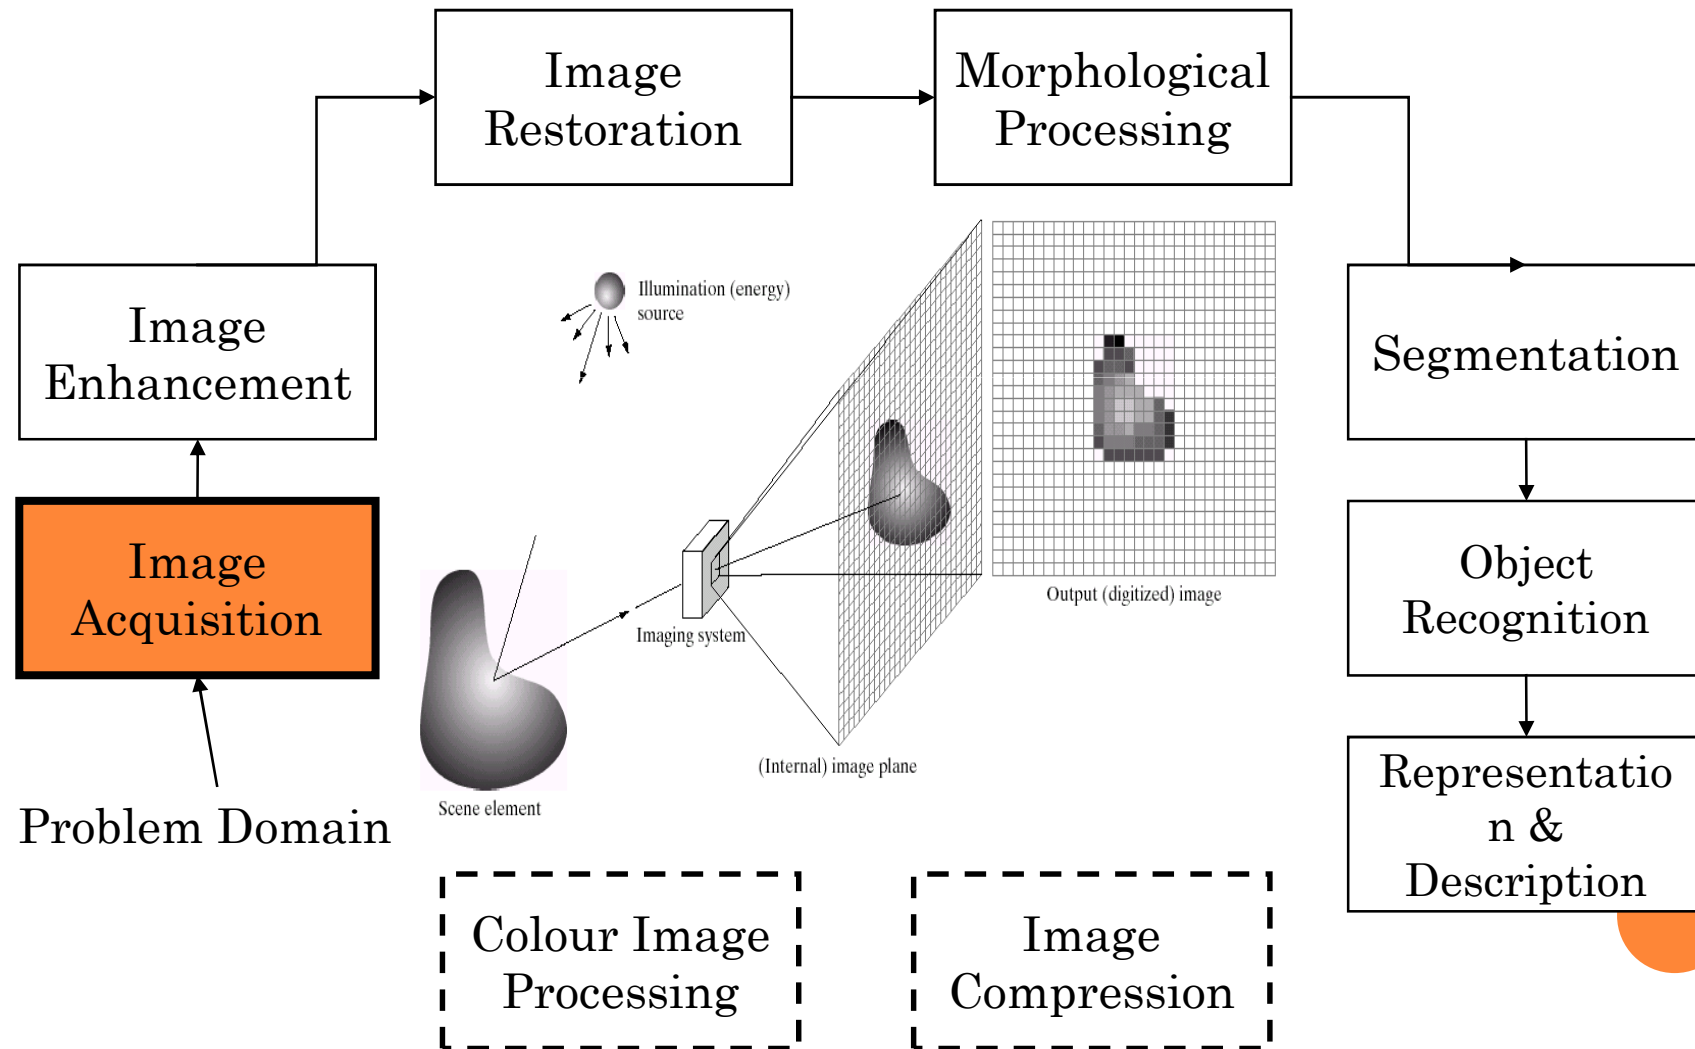 Image
Restoration
Morphological
Processing
Image
Enhancement
Illumination (energy)
source
Segmentation
Image
Acquisition
Imaging system
Output (digitized) image
Object
Recognition
(Internal) image plane
Scene element
Problem Domain
Representatio
n &
Description
Colour Image
Processing
Image
Compression